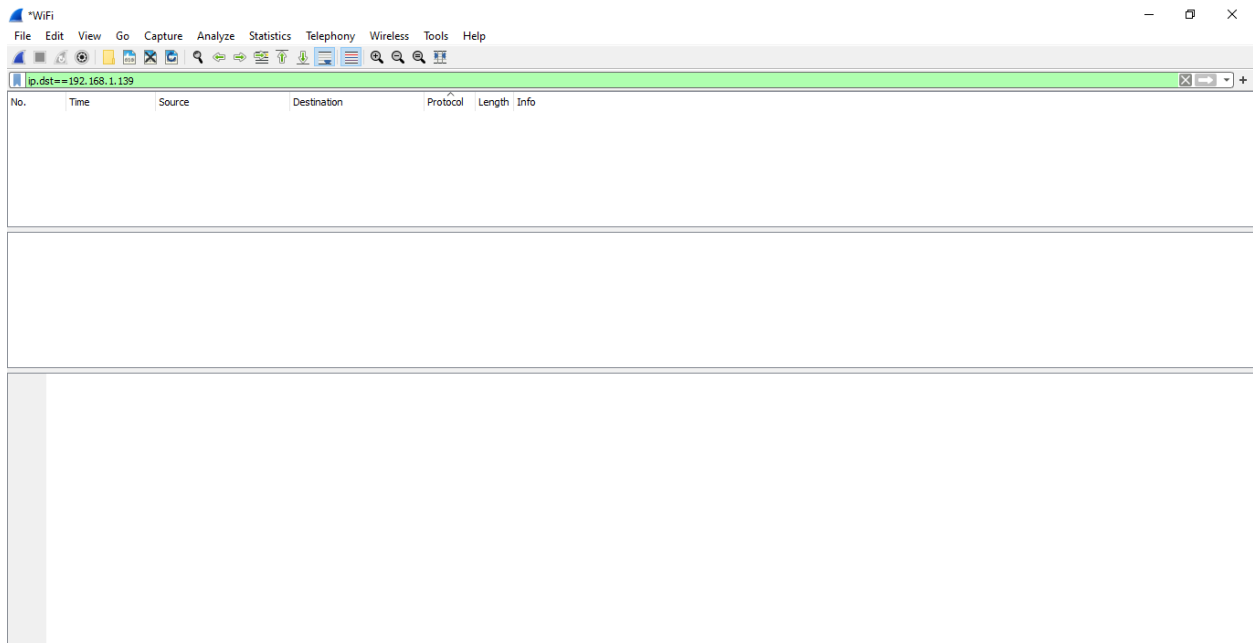 *WiFi
File Edit View Go Capture Analyze Statistics Telephony Wireless Tools Help
ip.dst==192.168.1.139
No. Time Source Destination Protocol Length Info